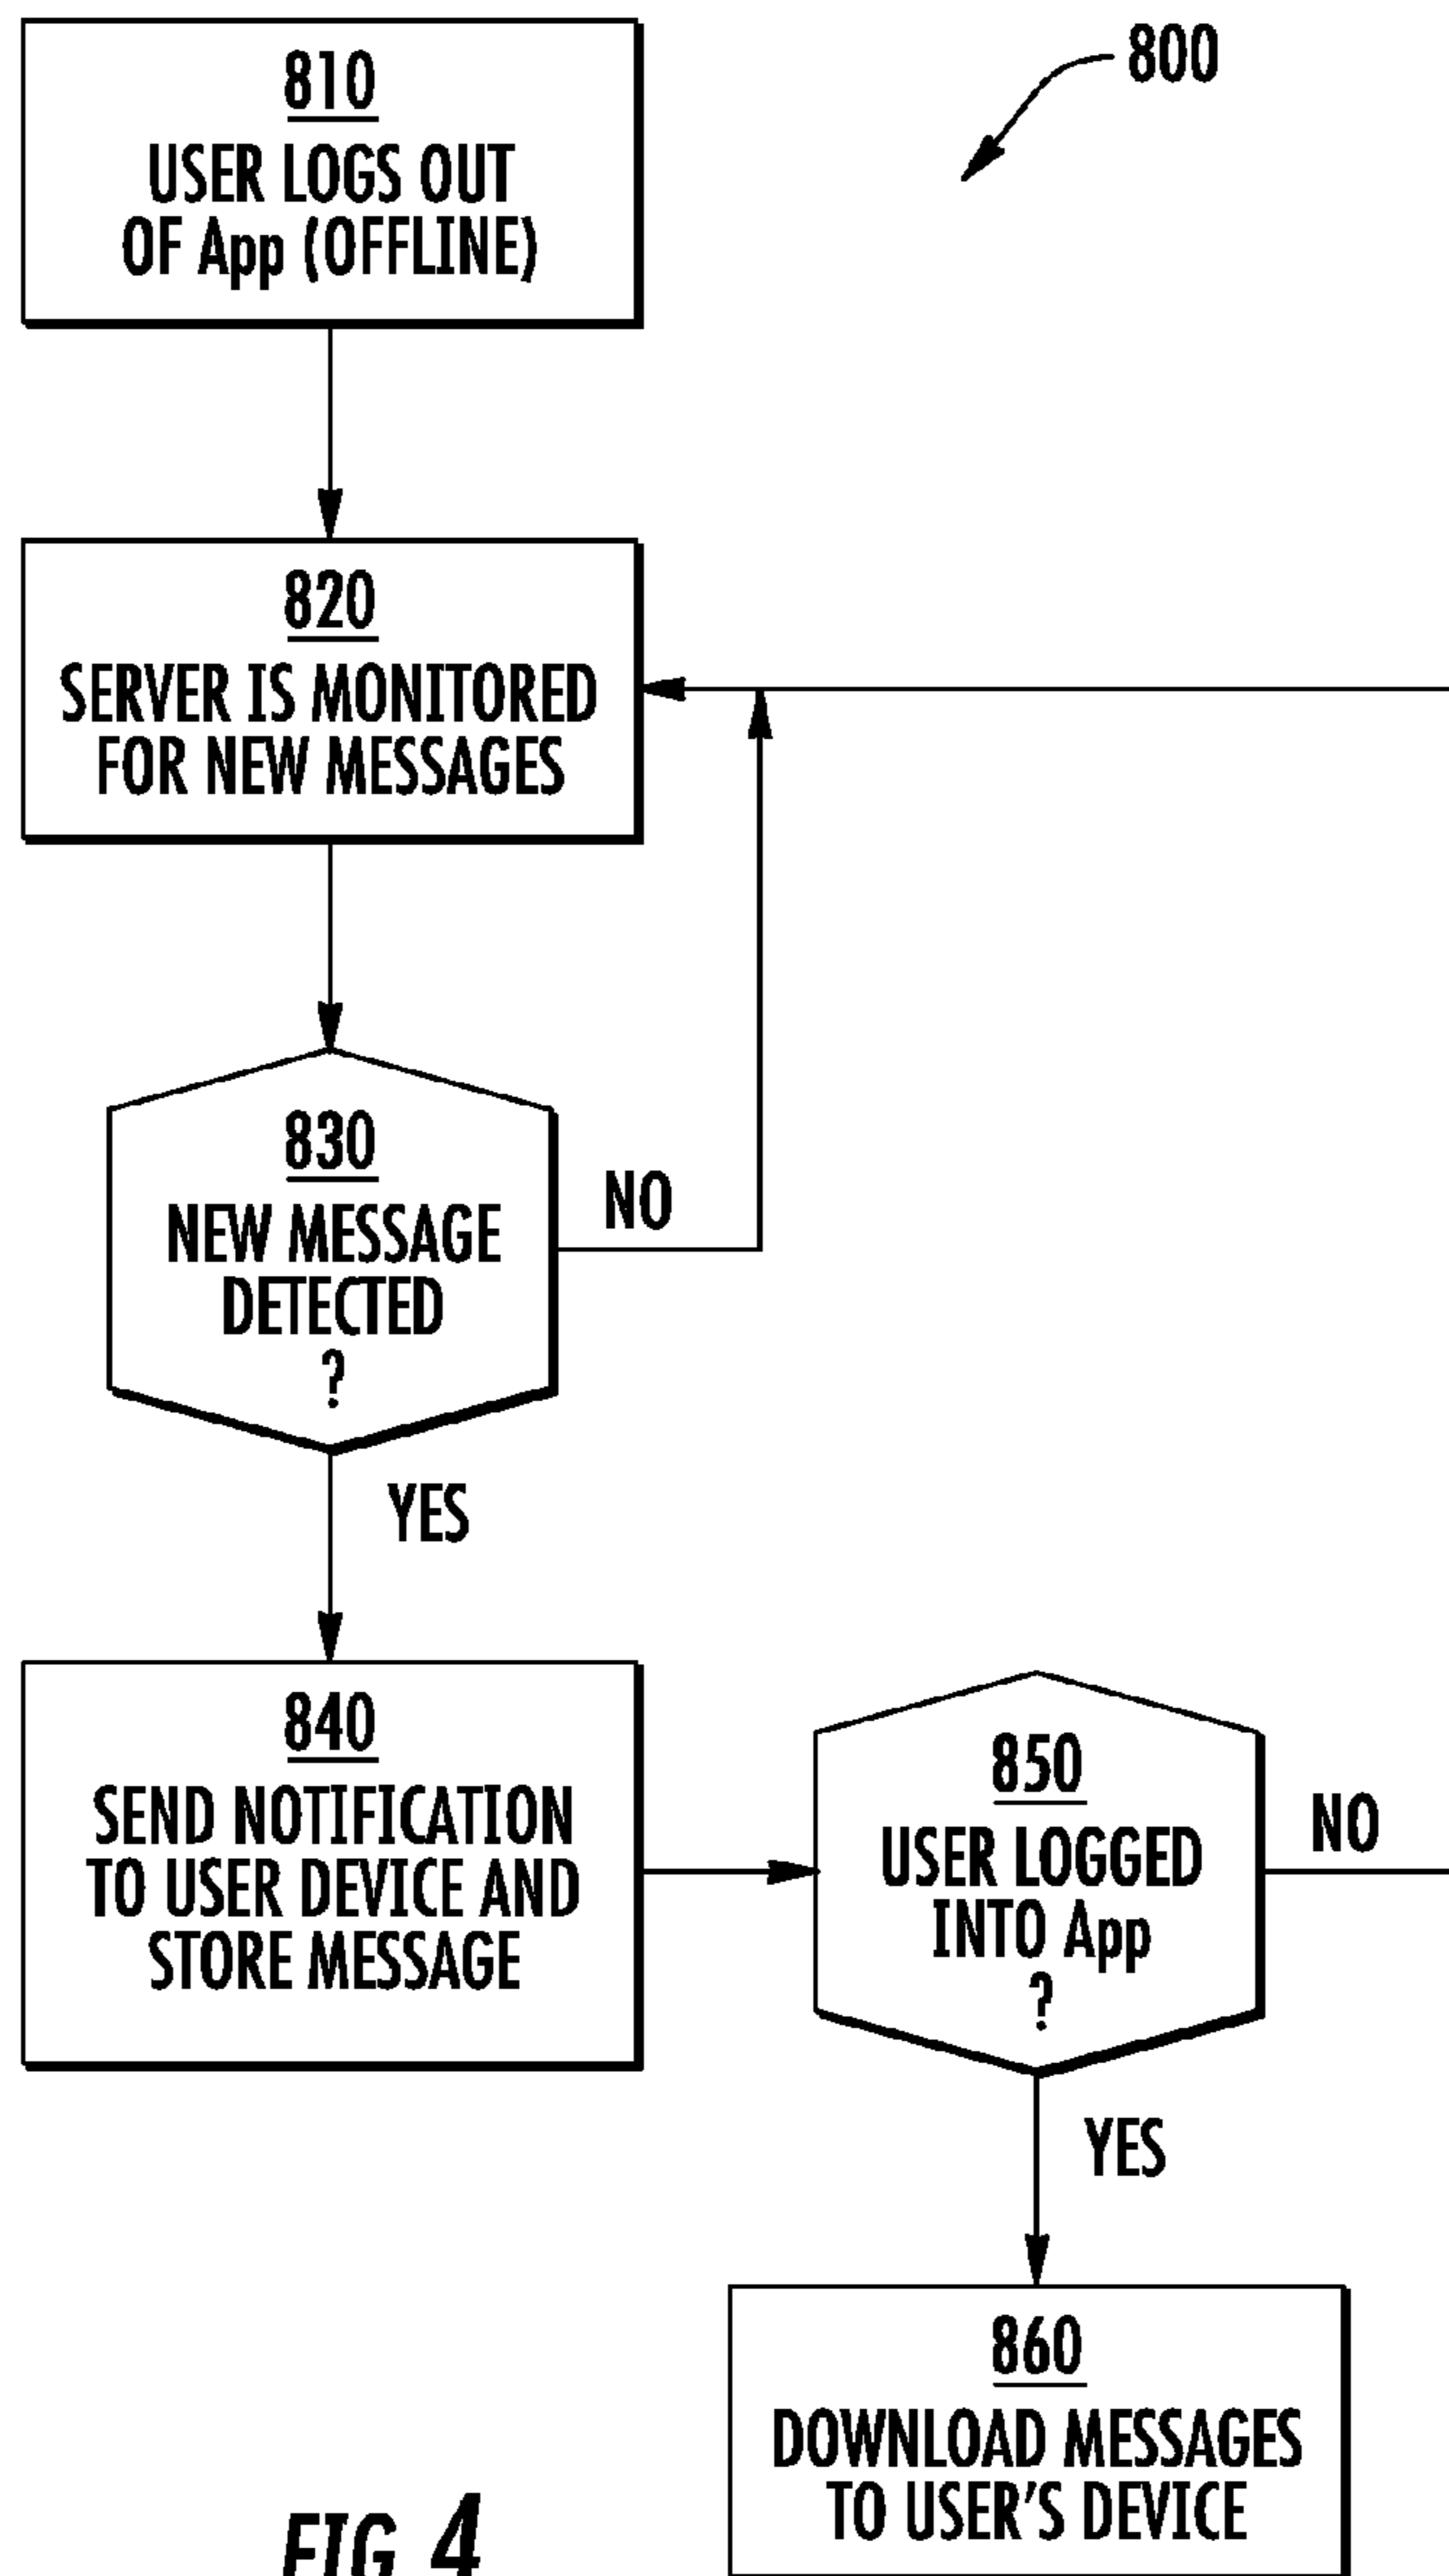 800
810
USER LOGS OUT
OF App (OFFLINE)
820
SERVER IS MONITORED
FOR NEW MESSAGES
830
NEW MESSAGE
DETECTED
?
NO
YES
840
SEND NOTIFICATION
TO USER DEVICE AND
STORE MESSAGE
850
USER LOGGED
INTO App
?
NO
YES
860
DOWNLOAD MESSAGES
TO USER'S DEVICE
FIG 4